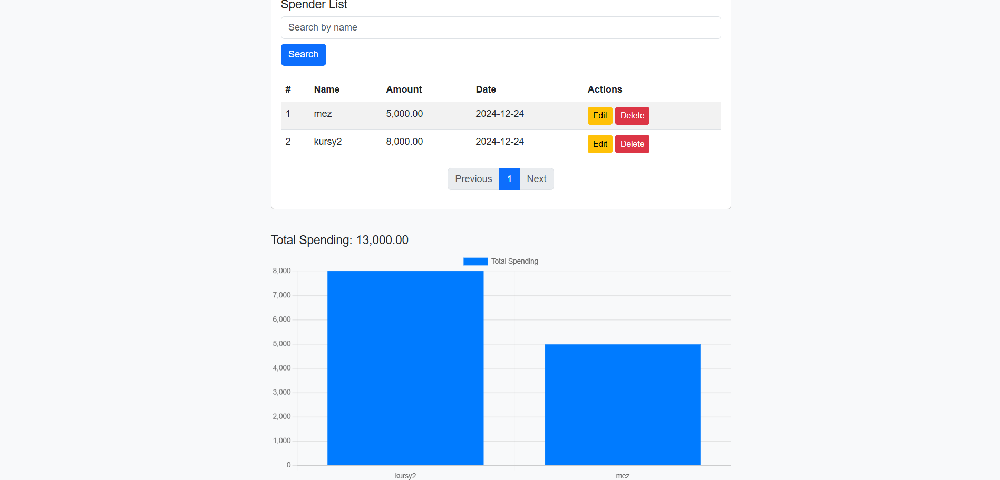 Spender List
Search by name
Search
# Name Amount Date Actions
1 mez 5,000.00 2024-12-24 Edit Delete
2 kursy2 8,000.00 2024-12-24 Edit Delete
Previous 1 Next
Total Spending: 13,000.00
Total Spending
8,000
7,000
6,000
5,000
4,000
3,000
2,000
1,000
0
kursy2 mez